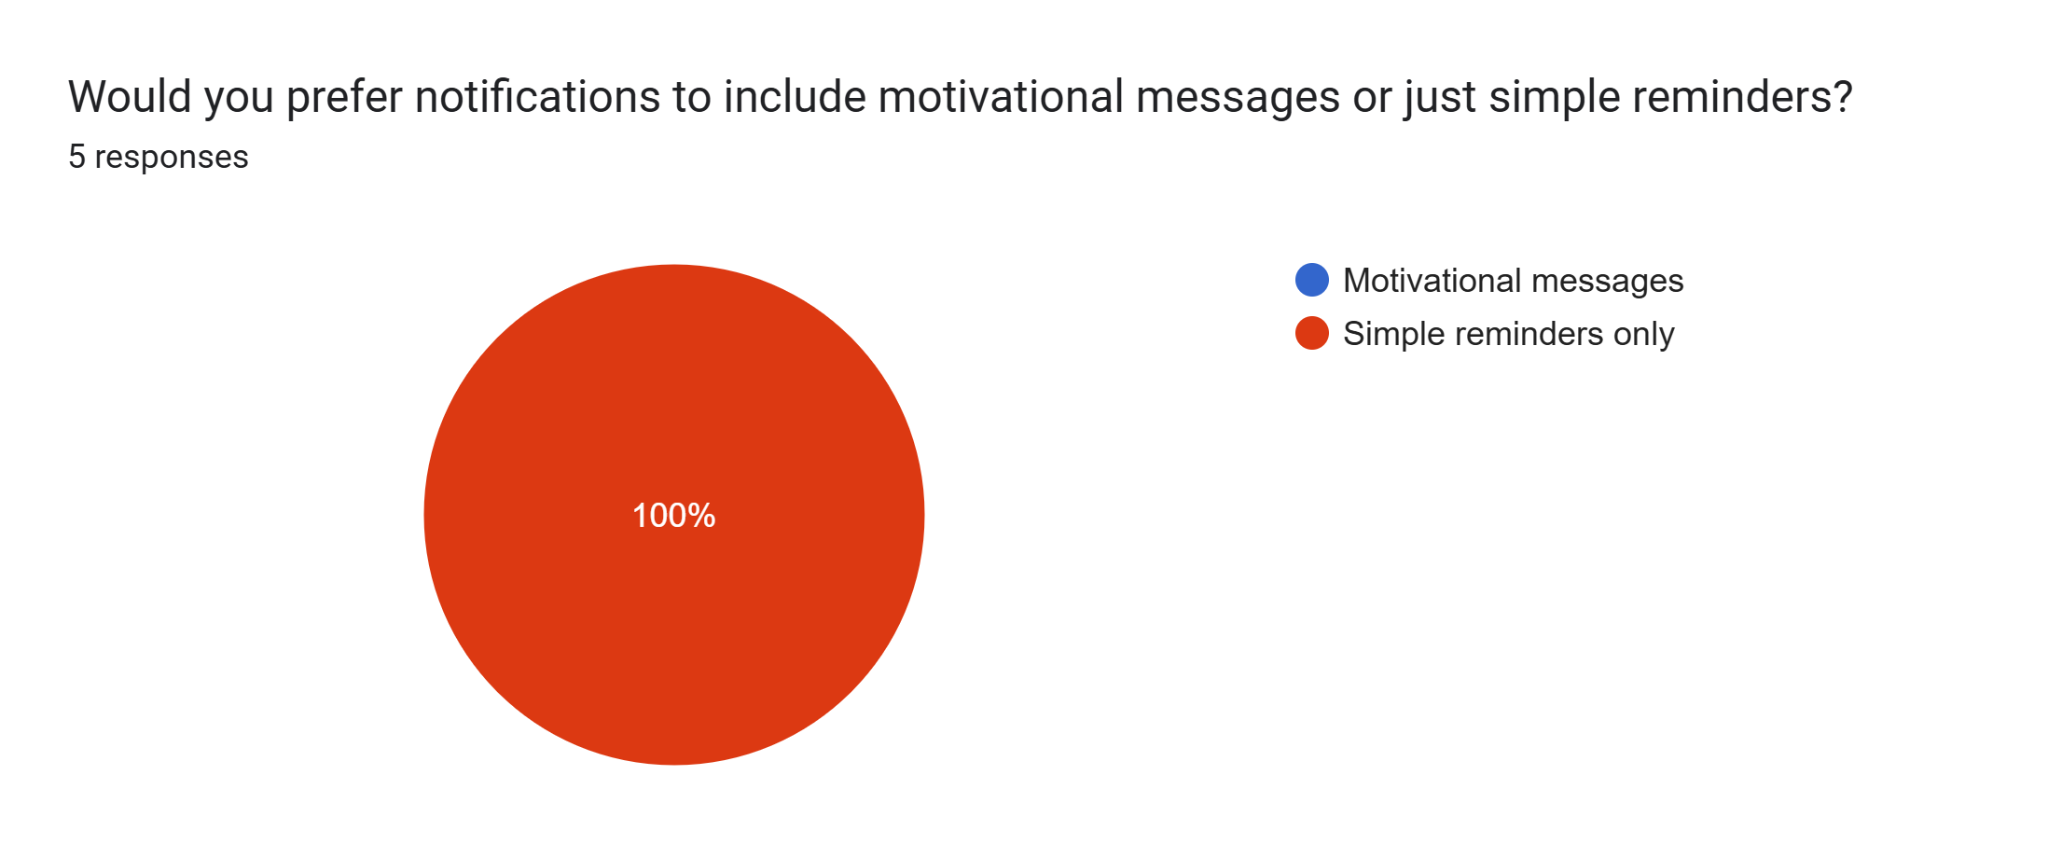 Would you prefer notifications to include motivational messages or just simple reminders?
5 responses
100%
Motivational messages
Simple reminders only